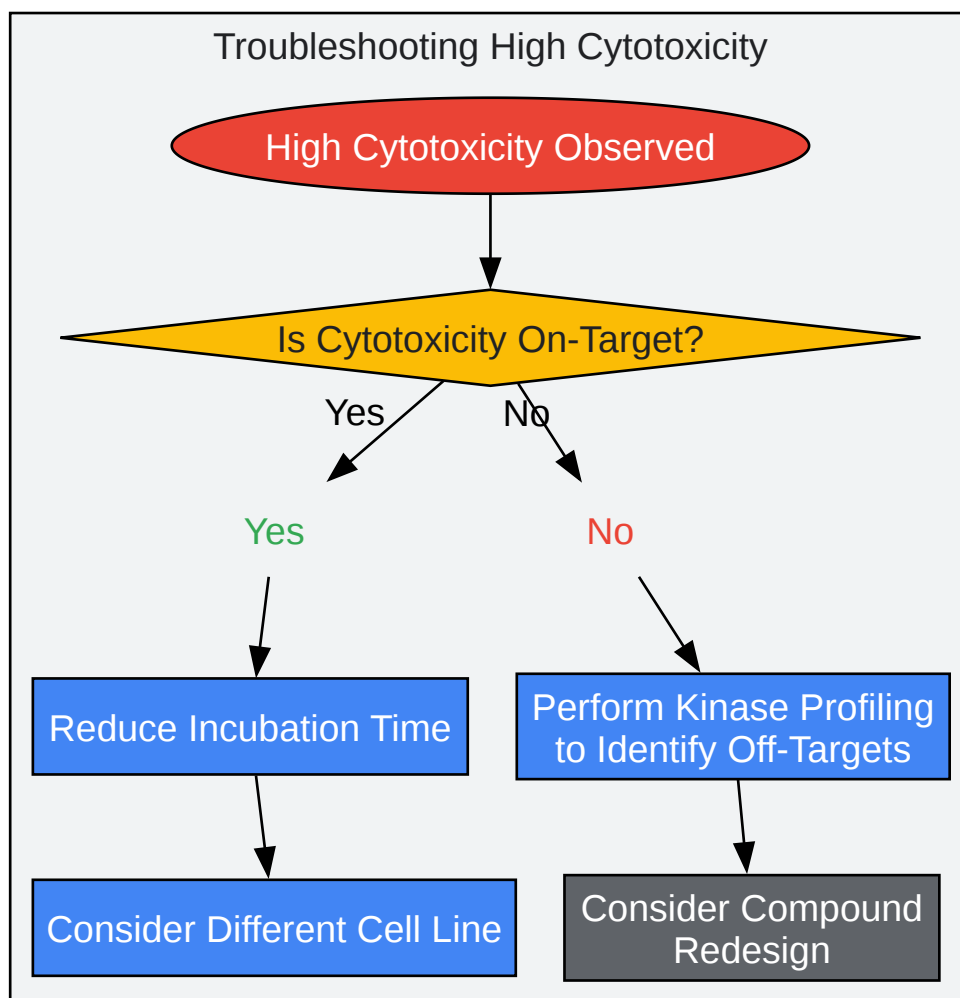 Troubleshooting High Cytotoxicity
High Cytotoxicity Observed
Is Cytotoxicity On-Target?
Yes
No
Yes
No
Reduce Incubation Time
Perform Kinase Profiling
to Identify Off-Targets
Consider Different Cell Line
Consider Compound
Redesign